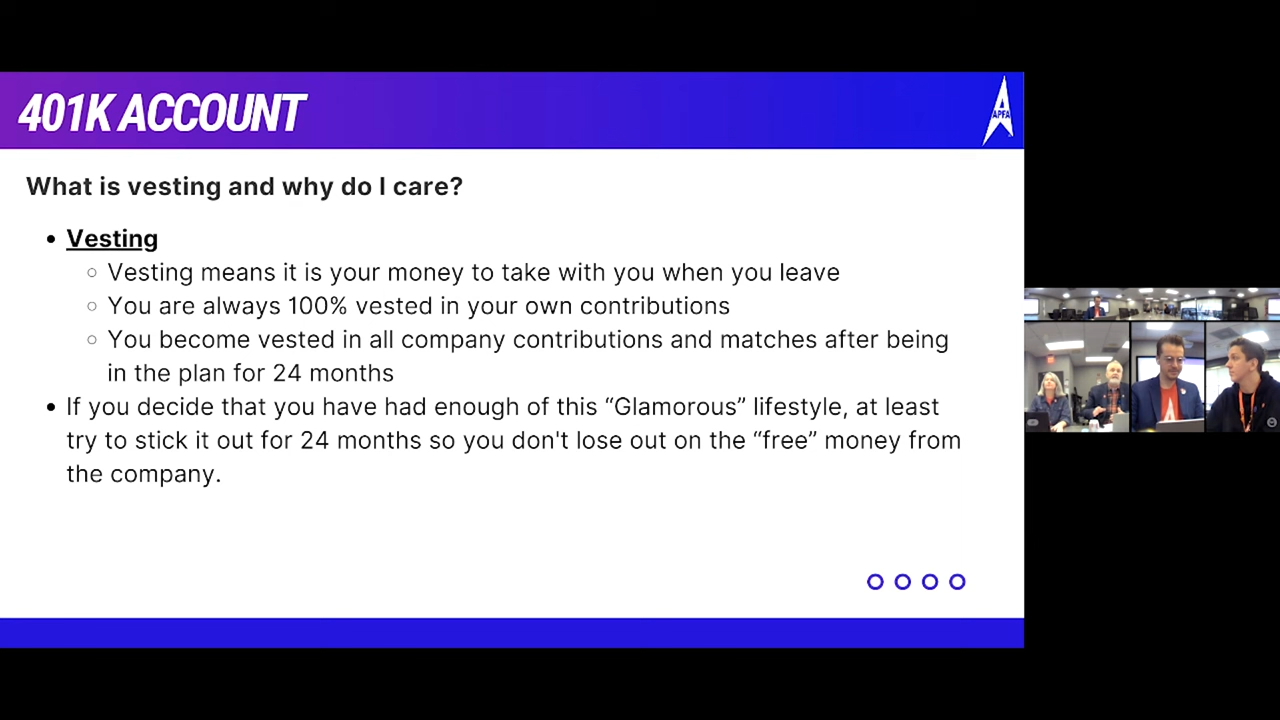 401K ACCOUNT
APFA
What is vesting and why do I care?
Vesting
Vesting means it is your money to take with you when you leave
You are always 100% vested in your own contributions
You become vested in all company contributions and matches after being
in the plan for 24 months
If you decide that you have had enough of this “Glamorous” lifestyle, at least
try to stick it out for 24 months so you don't lose out on the “free” money from
the company.